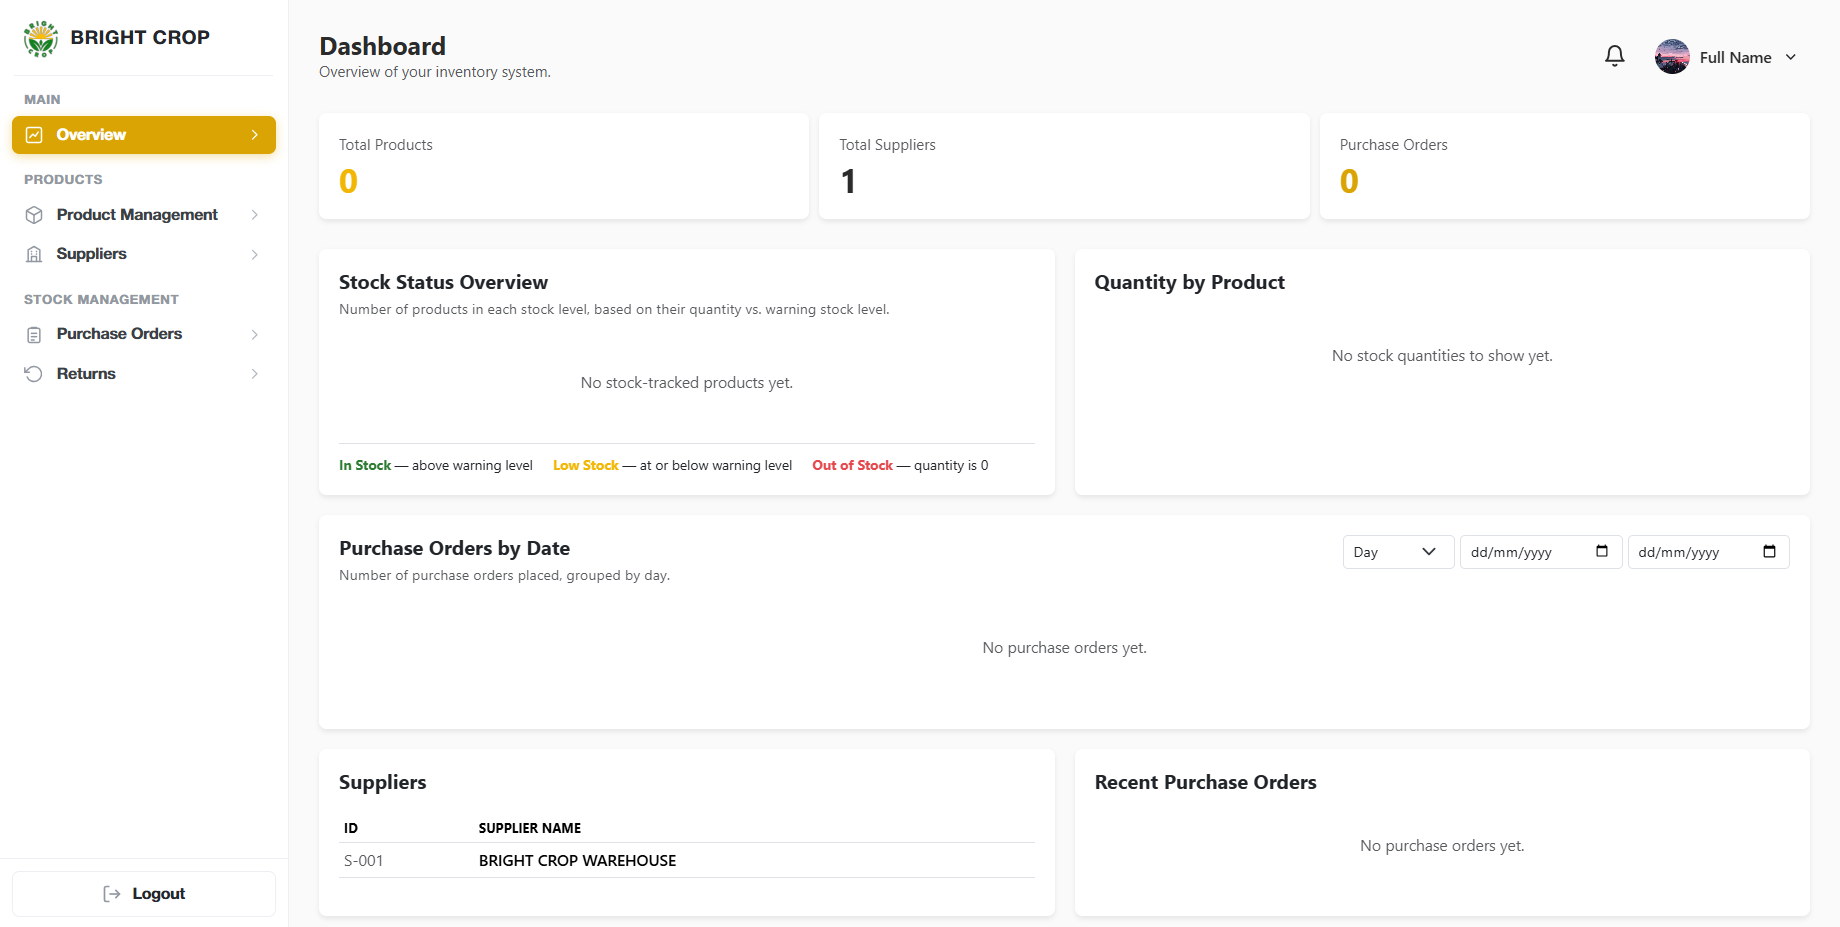 BRIGHT CROP
MAIN
Overview
PRODUCTS
Product Management
Suppliers
STOCK MANAGEMENT
Purchase Orders
Returns
Logout
Dashboard
Overview of your inventory system.
Full Name
Total Products
0
Total Suppliers
1
Purchase Orders
0
Stock Status Overview
Number of products in each stock level, based on their quantity vs. warning stock level.
No stock-tracked products yet.
In Stock — above warning level Low Stock — at or below warning level Out of Stock — quantity is 0
Quantity by Product
No stock quantities to show yet.
Purchase Orders by Date
Number of purchase orders placed, grouped by day.
Day dd/mm/yyyy dd/mm/yyyy
No purchase orders yet.
Suppliers
ID SUPPLIER NAME
S-001 BRIGHT CROP WAREHOUSE
Recent Purchase Orders
No purchase orders yet.